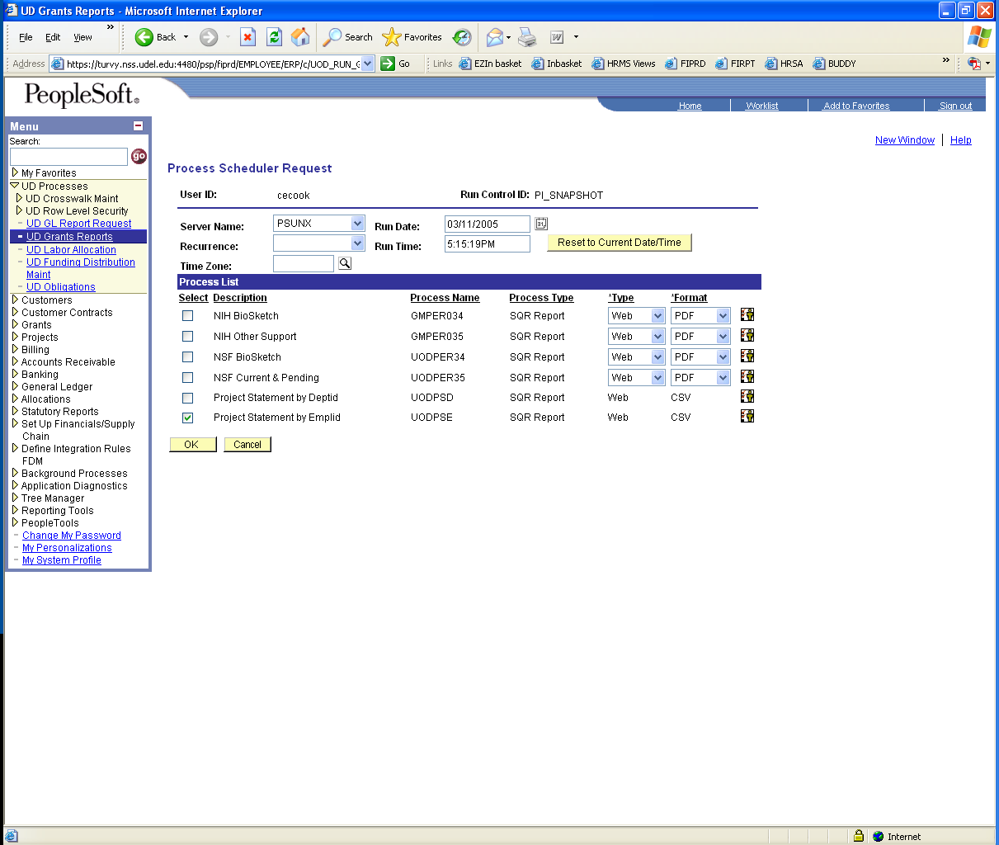 UD Grants Reports - Microsoft Internet Explorer
File Edit View » Back Search Favorites
Address https://turvy.nss.udel.edu:4480/psp/fiprd/EMPLOYEE/ERP/c/UOD_RUN_G Go Links EZIn basket Inbasket HRMS Views FIPRD FIRPT HRSA BUDDY »
PeopleSoft®
Home Worklist Add to Favorites Sign out
New Window Help
Menu
Search:
go
My Favorites
UD Processes
UD Crosswalk Maint
UD Row Level Security
UD GL Report Request
UD Grants Reports
UD Labor Allocation
UD Funding Distribution
Maint
UD Obligations
Customers
Customer Contracts
Grants
Projects
Billing
Accounts Receivable
Banking
General Ledger
Allocations
Statutory Reports
Set Up Financials/Supply
Chain
Define Integration Rules
FDM
Background Processes
Application Diagnostics
Tree Manager
Reporting Tools
PeopleTools
Change My Password
My Personalizations
My System Profile
Process Scheduler Request
User ID: cecook Run Control ID: PI_SNAPSHOT
Server Name: PSUNX Run Date: 03/11/2005 31
Recurrence: Run Time: 5:15:19PM Reset to Current Date/Time
Time Zone:
Process List
Select Description Process Name Process Type *Type *Format
NIH BioSketch GMPER034 SQR Report Web PDF
NIH Other Support GMPER035 SQR Report Web PDF
NSF BioSketch UODPER34 SQR Report Web PDF
NSF Current & Pending UODPER35 SQR Report Web PDF
Project Statement by Deptid UODPSD SQR Report Web CSV
Project Statement by Emplid UODPSE SQR Report Web CSV
OK Cancel
Internet